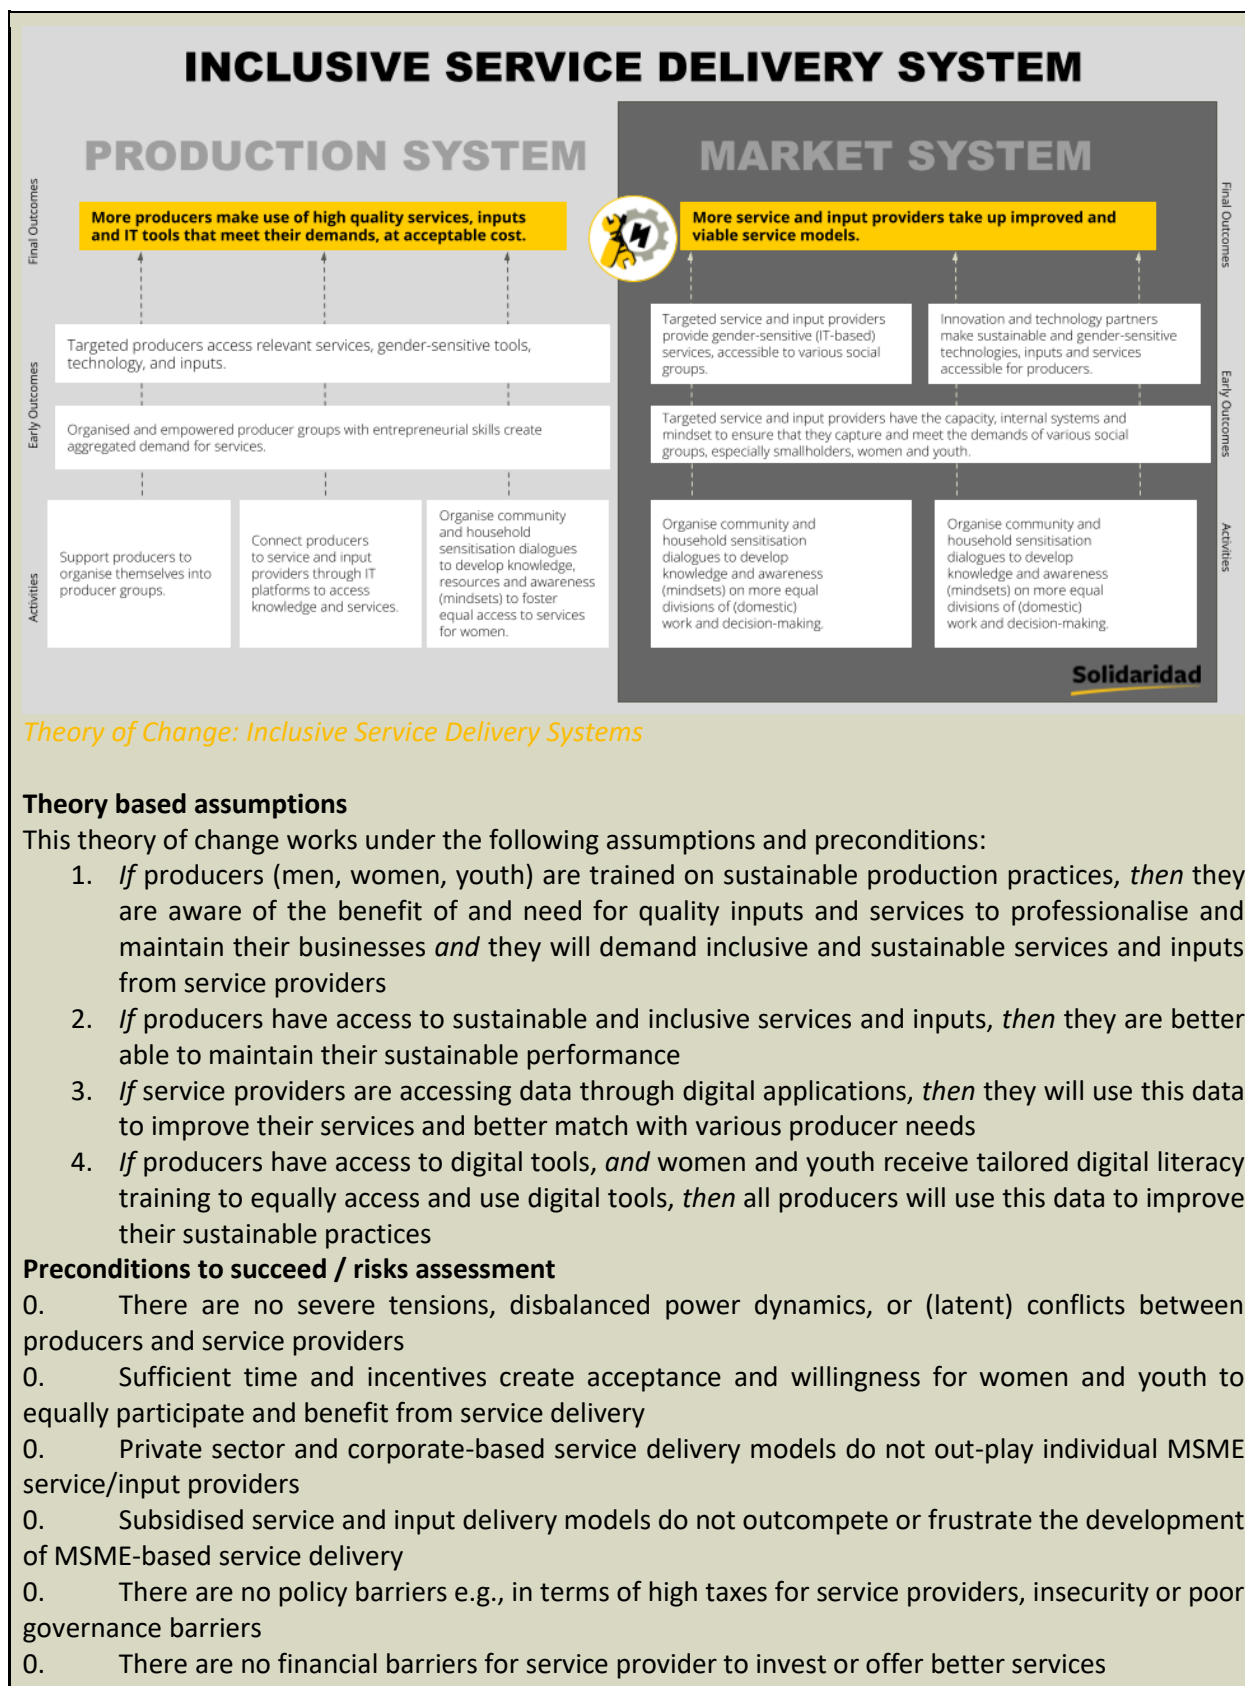 INCLUSIVE SERVICE DELIVERY SYSTEM
PRODUCTION SYSTEM
Final Outcomes
More producers make use of high quality services, inputs
and IT tools that meet their demands, at acceptable cost.
Early Outcomes
Targeted producers access relevant services, gender-sensitive tools,
technology, and inputs.
Organised and empowered producer groups with entrepreneurial skills create
aggregated demand for services.
Activities
Support producers to
organise themselves into
producer groups.
Connect producers
to service and input
providers through IT
platforms to access
knowledge and services.
Organise community
and household
sensitisation dialogues
to develop knowledge,
resources and awareness
(mindsets) to foster
equal access to services
for women.
MARKET SYSTEM
More service and input providers take up improved and
viable service models.
Final Outcomes
Targeted service and input providers
provide gender-sensitive (IT-based)
services, accessible to various social
groups.
Innovation and technology partners
make sustainable and gender-sensitive
technologies, inputs and services
accessible for producers.
Early Outcomes
Targeted service and input providers have the capacity, internal systems and
mindset to ensure that they capture and meet the demands of various social
groups, especially smallholders, women and youth.
Organise community and
household sensitisation
dialogues to develop
knowledge and awareness
(mindsets) on more equal
divisions of (domestic)
work and decision-making.
Organise community and
household sensitisation
dialogues to develop
knowledge and awareness
(mindsets) on more equal
divisions of (domestic)
work and decision-making.
Activities
Solidaridad
Theory of Change: Inclusive Service Delivery Systems
Theory based assumptions
This theory of change works under the following assumptions and preconditions:
1. If producers (men, women, youth) are trained on sustainable production practices, then they
are aware of the benefit of and need for quality inputs and services to professionalise and
maintain their businesses and they will demand inclusive and sustainable services and inputs
from service providers
2. If producers have access to sustainable and inclusive services and inputs, then they are better
able to maintain their sustainable performance
3. If service providers are accessing data through digital applications, then they will use this data
to improve their services and better match with various producer needs
4. If producers have access to digital tools, and women and youth receive tailored digital literacy
training to equally access and use digital tools, then all producers will use this data to improve
their sustainable practices
Preconditions to succeed / risks assessment
0. There are no severe tensions, disbalanced power dynamics, or (latent) conflicts between
producers and service providers
0. Sufficient time and incentives create acceptance and willingness for women and youth to
equally participate and benefit from service delivery
0. Private sector and corporate-based service delivery models do not out-play individual MSME
service/input providers
0. Subsidised service and input delivery models do not outcompete or frustrate the development
of MSME-based service delivery
0. There are no policy barriers e.g., in terms of high taxes for service providers, insecurity or poor
governance barriers
0. There are no financial barriers for service provider to invest or offer better services